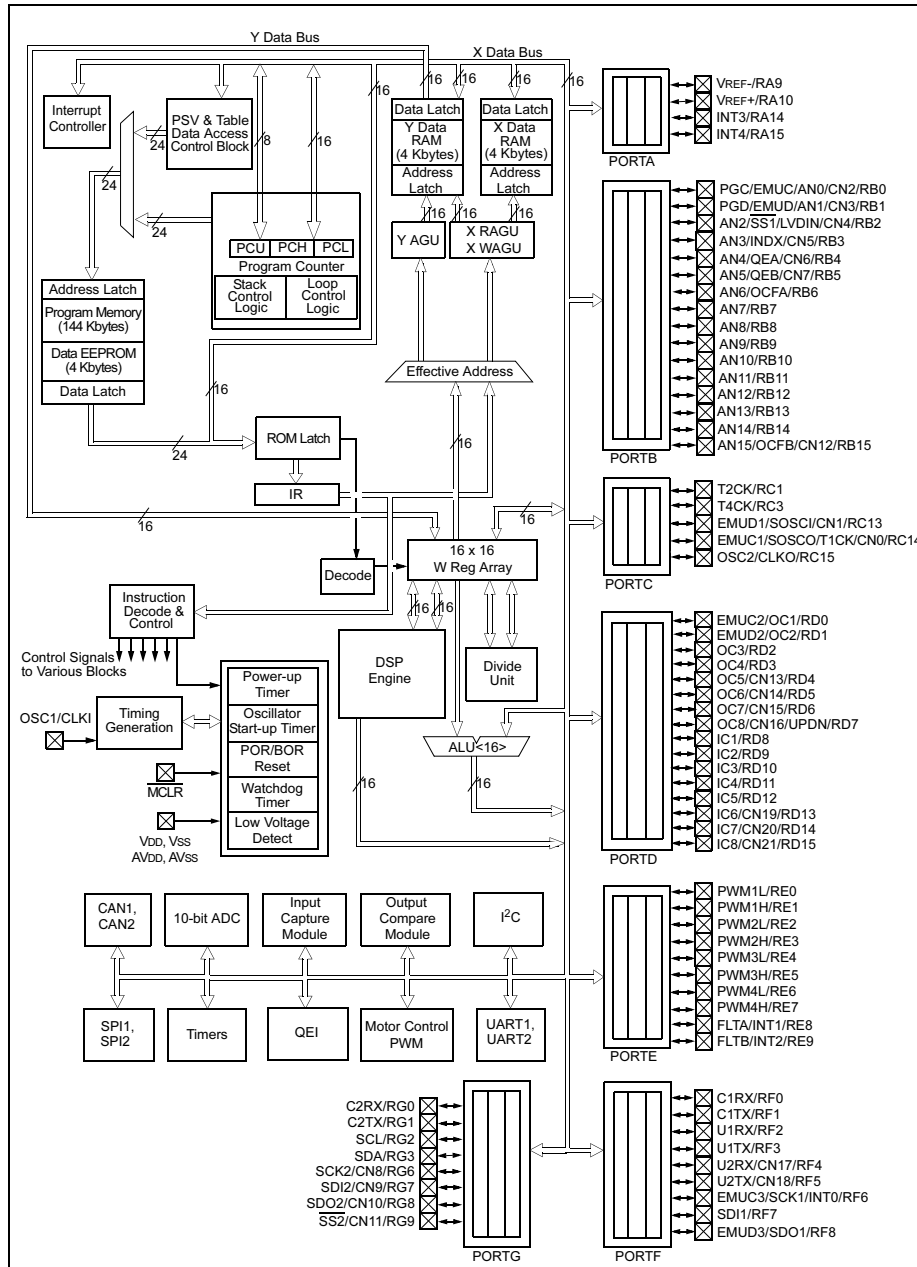 Y Data Bus
X Data Bus
16
16
16
16
16
Interrupt
Controller
PSV & Table
Data Access
Control Block
24
24
24
8
16
Data Latch
Y Data
RAM
(4 Kbytes)
Address
Latch
Data Latch
X Data
RAM
(4 Kbytes)
Address
Latch
16
16
16
Y AGU
X RAGU
X WAGU
PCU
PCH
PCL
Program Counter
Stack
Control
Logic
Loop
Control
Logic
Address Latch
Program Memory
(144 Kbytes)
Data EEPROM
(4 Kbytes)
Data Latch
16
Effective Address
24
ROM Latch
16
IR
16
16
16 x 16
W Reg Array
Decode
Instruction
Decode &
Control
16
16
Control Signals
to Various Blocks
DSP
Engine
Divide
Unit
Power-up
Timer
Oscillator
Start-up Timer
POR/BOR
Reset
Watchdog
Timer
Low Voltage
Detect
OSC1/CLKI
Timing
Generation
MCLR
VDD, VSS
AVDD, AVSS
ALU<16>
16
16
CAN1,
CAN2
10-bit ADC
Input
Capture
Module
Output
Compare
Module
I2C
SPI1,
SPI2
Timers
QEI
Motor Control
PWM
UART1,
UART2
VREF-/RA9
VREF+/RA10
INT3/RA14
INT4/RA15
PORTA
PGC/EMUC/AN0/CN2/RB0
PGD/EMUD/AN1/CN3/RB1
AN2/SS1/LVDIN/CN4/RB2
AN3/INDX/CN5/RB3
AN4/QEA/CN6/RB4
AN5/QEB/CN7/RB5
AN6/OCFA/RB6
AN7/RB7
AN8/RB8
AN9/RB9
AN10/RB10
AN11/RB11
AN12/RB12
AN13/RB13
AN14/RB14
AN15/OCFB/CN12/RB15
PORTB
T2CK/RC1
T4CK/RC3
EMUD1/SOSCI/CN1/RC13
EMUC1/SOSCO/T1CK/CN0/RC14
OSC2/CLKO/RC15
PORTC
EMUC2/OC1/RD0
EMUD2/OC2/RD1
OC3/RD2
OC4/RD3
OC5/CN13/RD4
OC6/CN14/RD5
OC7/CN15/RD6
OC8/CN16/UPDN/RD7
IC1/RD8
IC2/RD9
IC3/RD10
IC4/RD11
IC5/RD12
IC6/CN19/RD13
IC7/CN20/RD14
IC8/CN21/RD15
PORTD
PWM1L/RE0
PWM1H/RE1
PWM2L/RE2
PWM2H/RE3
PWM3L/RE4
PWM3H/RE5
PWM4L/RE6
PWM4H/RE7
FLTA/INT1/RE8
FLTB/INT2/RE9
PORTE
C2RX/RG0
C2TX/RG1
SCL/RG2
SDA/RG3
SCK2/CN8/RG6
SDI2/CN9/RG7
SDO2/CN10/RG8
SS2/CN11/RG9
PORTG
C1RX/RF0
C1TX/RF1
U1RX/RF2
U1TX/RF3
U2RX/CN17/RF4
U2TX/CN18/RF5
EMUC3/SCK1/INT0/RF6
SDI1/RF7
EMUD3/SDO1/RF8
PORTF